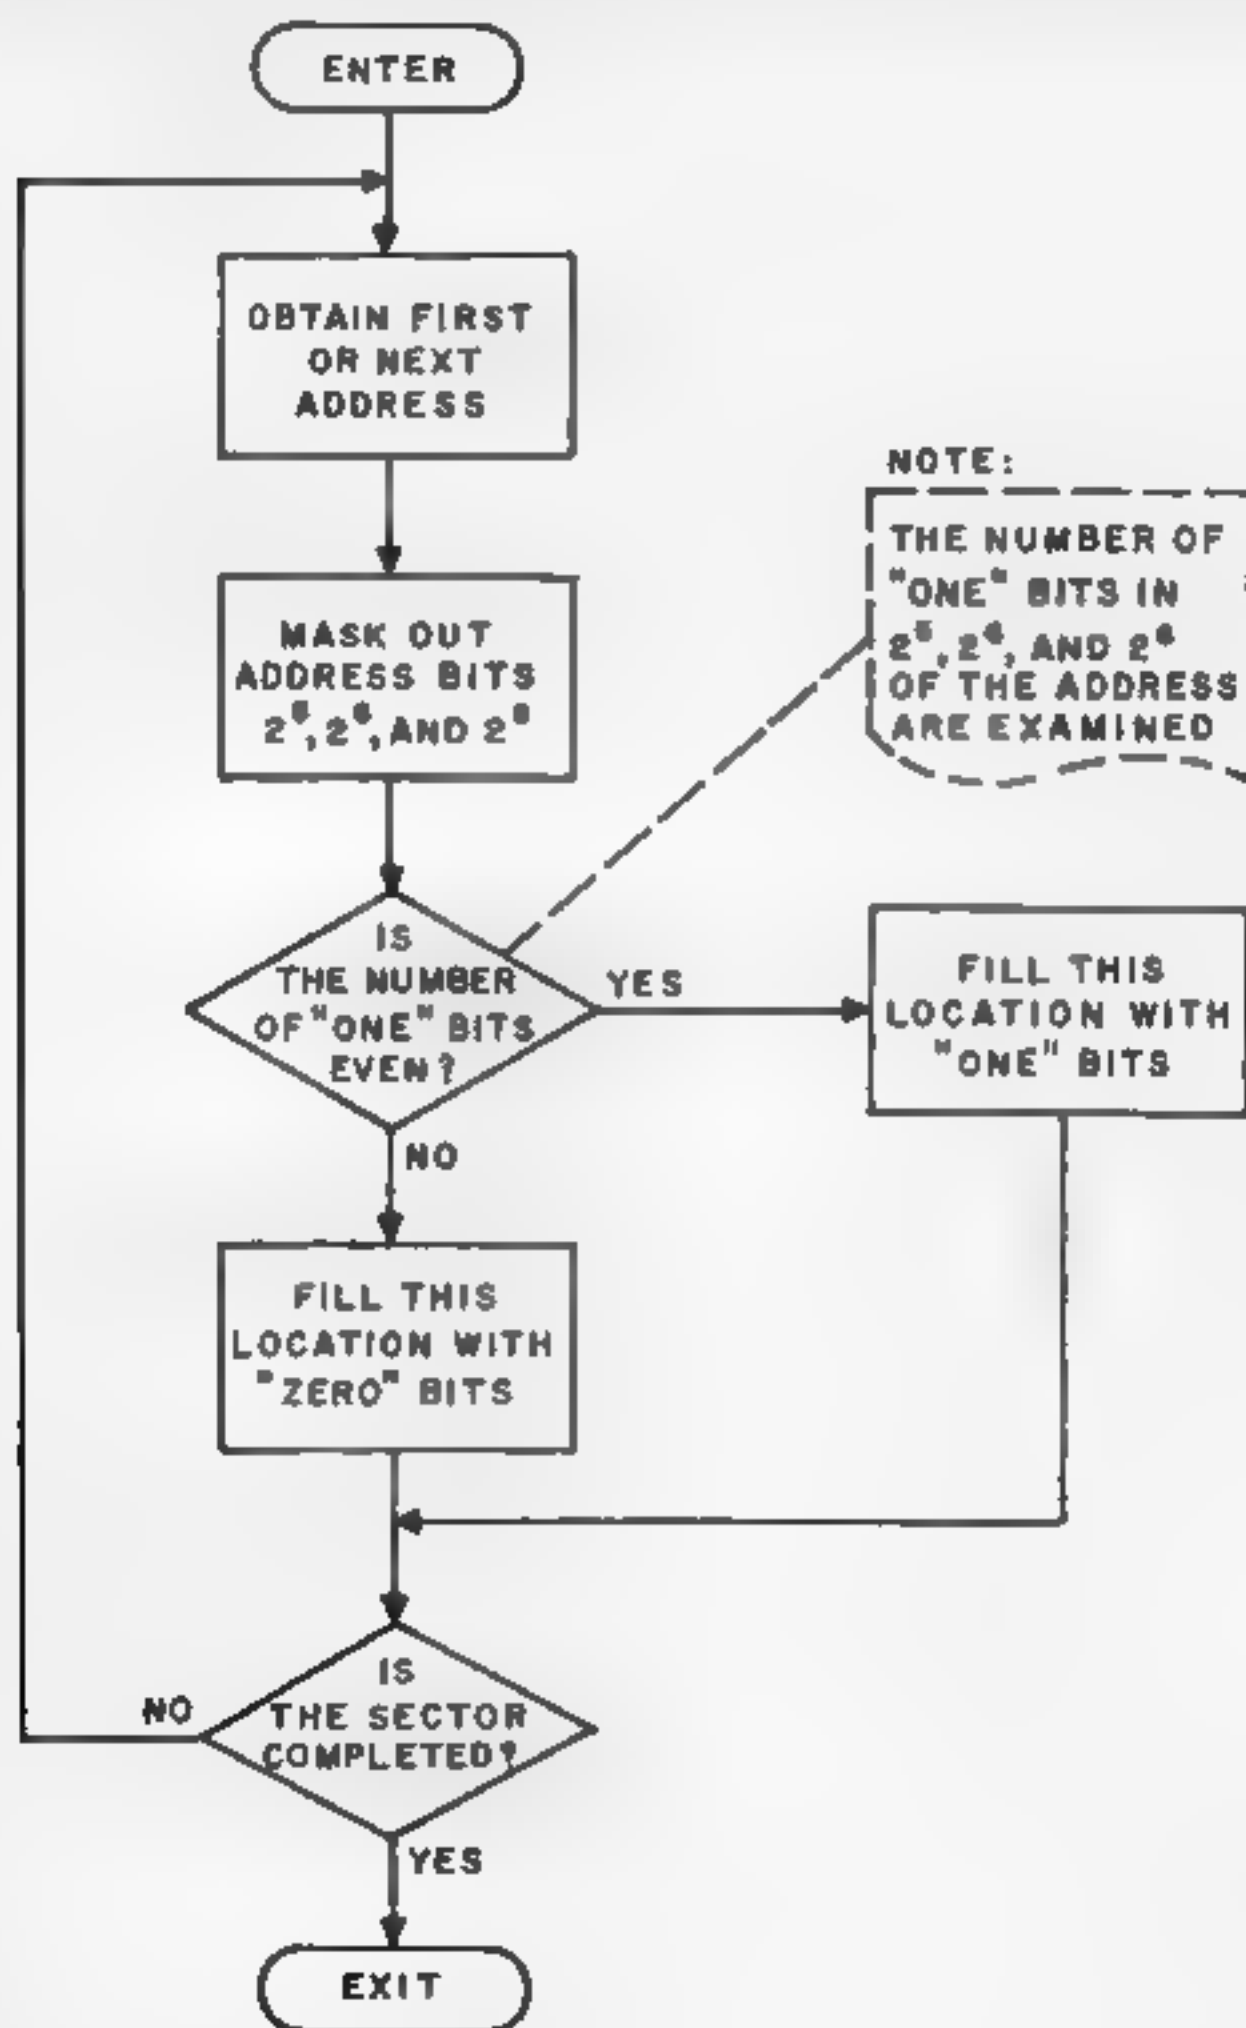 ENTER
OBTAIN FIRST
OR NEXT
ADDRESS
MASK OUT
ADDRESS BITS
AND
NOTE:
THE NUMBER OF
"ONE" BITS IN
AND
OF THE ADDRESS
ARE EXAMINED
IS
THE NUMBER
OF "ONE" BITS
EVEN?
YES
FILL THIS
LOCATION WITH
"ONE" BITS
NO
FILL THIS
LOCATION WITH
"ZERO" BITS
IS
THE SECTOR
COMPLETED?
NO
YES
EXIT